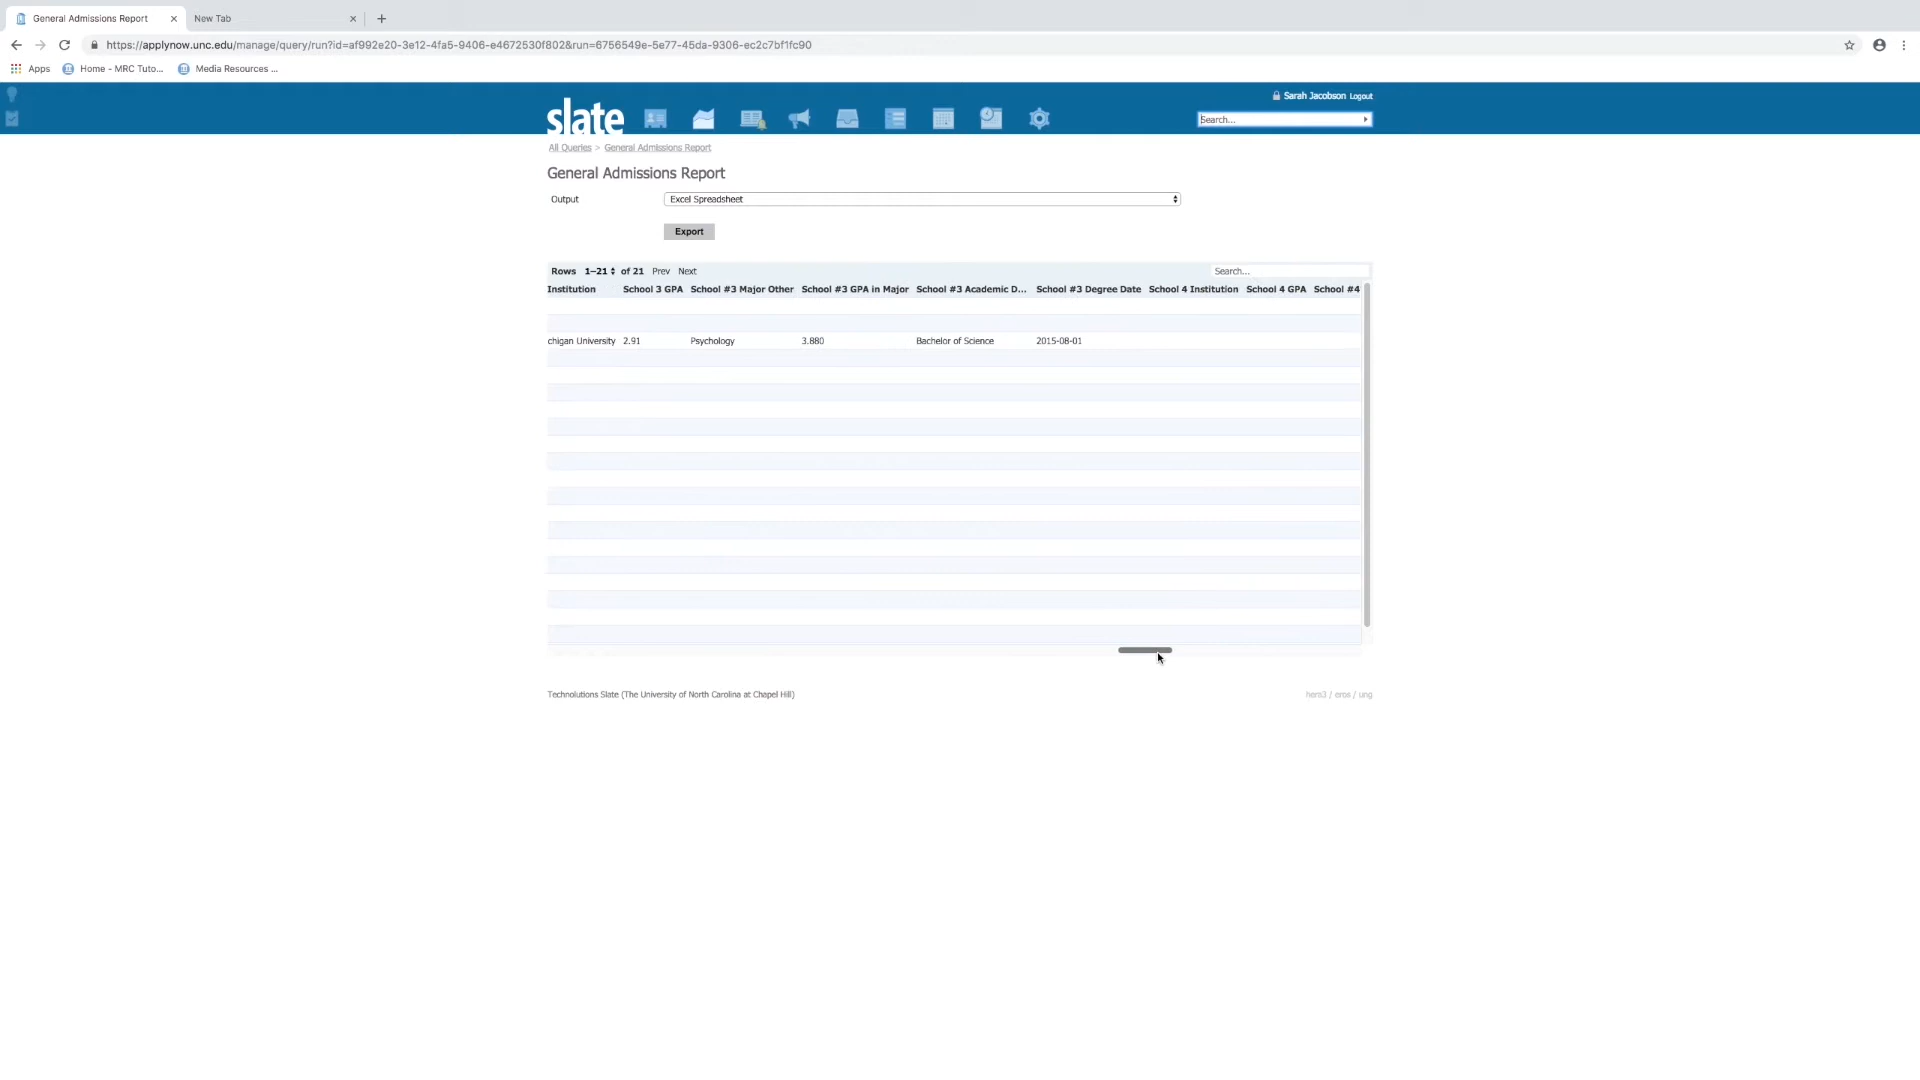 General Admissions Report
New Tab
https://applynow.unc.edu/manage/query/run?id=af992e20-3e12-4fa5-9406-e4672530f802&run=6756549e-5e77-45da-9306-ec2c7bf1fc90
Apps Home - MRC Tuto... Media Resources ...
Sarah Jacobson Logout
slate
Search...
All Queries > General Admissions Report
General Admissions Report
Output Excel Spreadsheet
Export
Rows 1–21 of 21 Prev Next Search...
Institution School 3 GPA School #3 Major Other School #3 GPA in Major School #3 Academic D... School #3 Degree Date School 4 Institution School 4 GPA School #4
chigan University 2.91 Psychology 3.880 Bachelor of Science 2015-08-01
Technolutions Slate (The University of North Carolina at Chapel Hill)
/ eros / ung